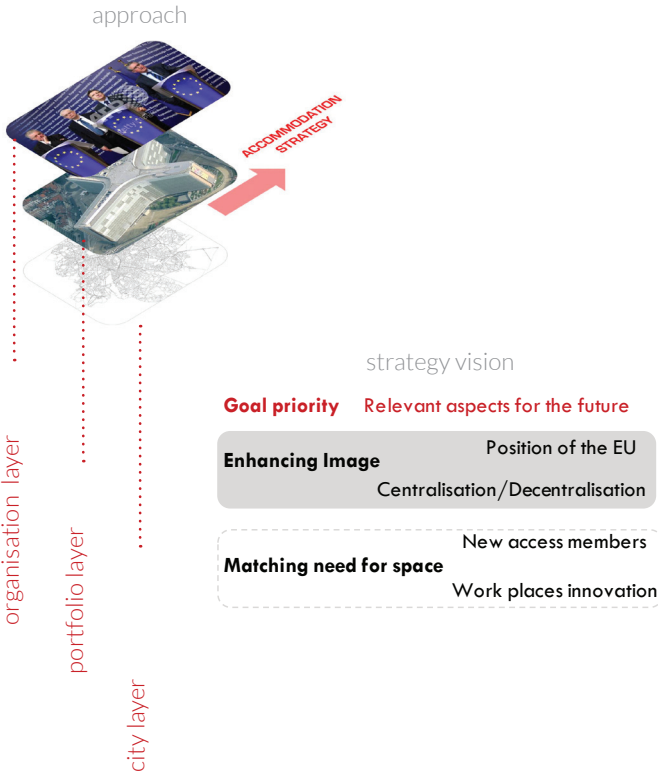 approach
ACCOMMODATION
STRATEGY
organisation layer
portfolio layer
city layer
strategy vision
Goal priority Relevant aspects for the future
Position of the EU
Enhancing Image
Centralisation/Decentralisation
New access members
Matching need for space
Work places innovation